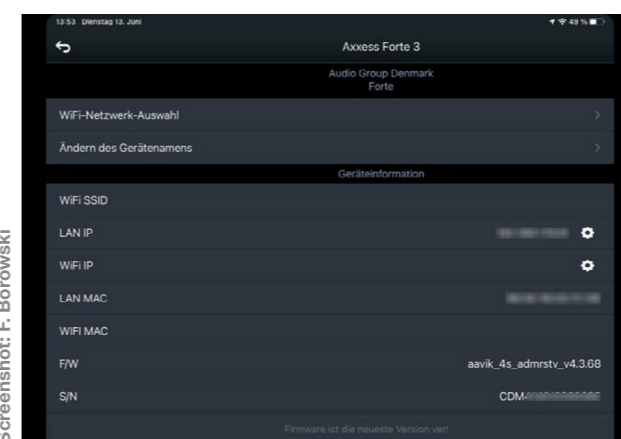 13:53 Dienstag 13. Juni 49 %
Axxess Forte 3
Audio Group Denmark
Forte
WiFi-Netzwerk-Auswahl
Ändern des Gerätenamens
Geräteinformation
WiFi SSID
LAN IP
WiFi IP
LAN MAC
WIFI MAC
F/W aavik_4s_admrstv_v4.3.68
S/N CDM
Firmware ist die neueste Version ver!
Screenshot: F. Borowski